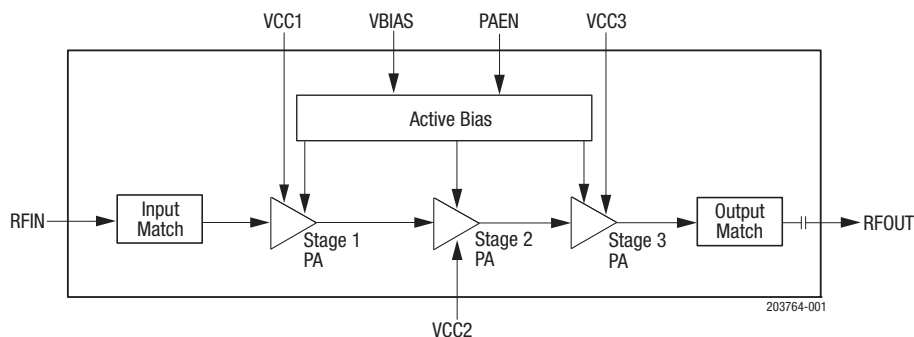 VCC1
VBIAS
PAEN
VCC3
Active Bias
RFIN
Input
Match
Stage 1
PA
Stage 2
PA
Stage 3
PA
Output
Match
RFOUT
203764-001
VCC2